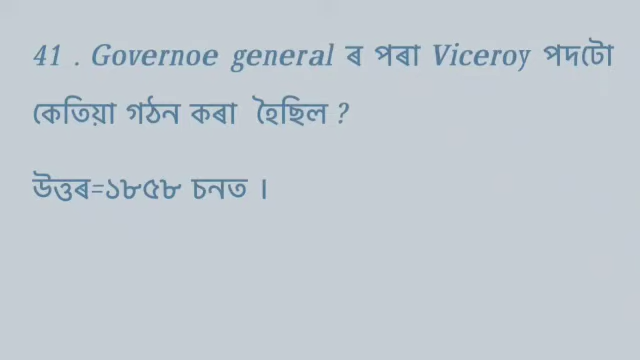 41 . Governoe general ৰ পৰা Viceroy পদটো
কেতিয়া গঠন কৰা হৈছিল ?
উত্তৰ=১৮৫৮ চনত ।